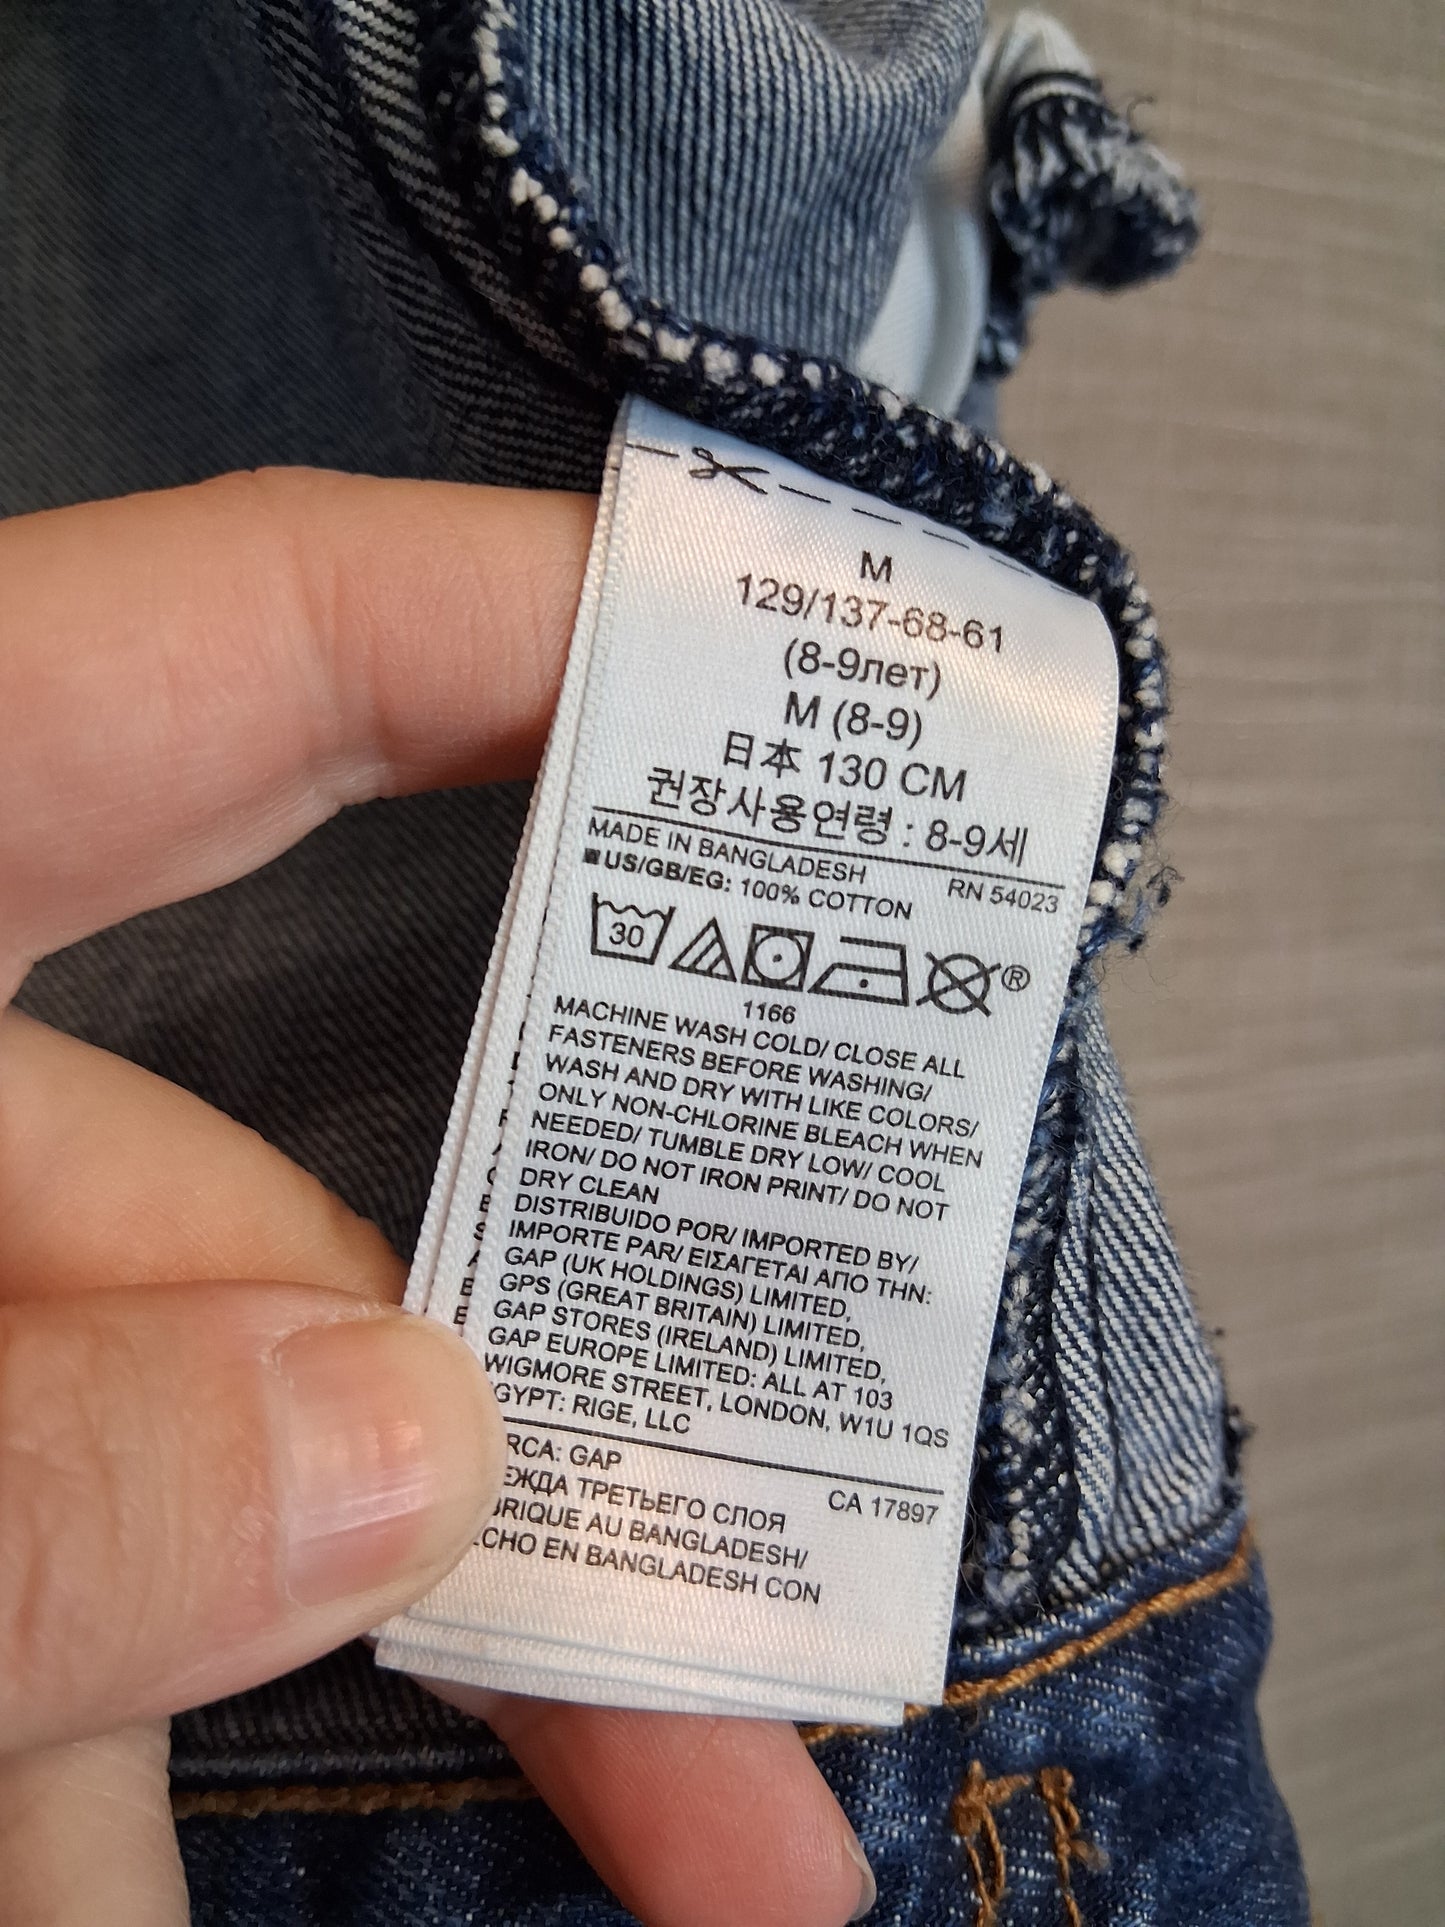 M
129/137-68-61
(8-9лет)
M (8-9)
日本 130 CM
권장사용연령 : 8-9세
MADE IN BANGLADESH
RN 54023
US/GB/EG: 100% COTTON
30
®
1166
MACHINE WASH COLD/ CLOSE ALL
FASTENERS BEFORE WASHING/
WASH AND DRY WITH LIKE COLORS/
ONLY NON-CHLORINE BLEACH WHEN
NEEDED/ TUMBLE DRY LOW/ COOL
IRON/ DO NOT IRON PRINT/ DO NOT
DRY CLEAN
DISTRIBUIDO POR/ IMPORTED BY/
IMPORTE PAR/ ΕΙΣΑΓΕΤΑΙ ΑΠΟ ΤΗΝ:
GAP (UK HOLDINGS) LIMITED,
GPS (GREAT BRITAIN) LIMITED,
GAP STORES (IRELAND) LIMITED,
GAP EUROPE LIMITED: ALL AT 103
WIGMORE STREET, LONDON, W1U 1QS
GYPT: RIGE, LLC
RCA: GAP
CA 17897
ЕЖДА ТРЕТЬЕГО СЛОЯ
BRIQUE AU BANGLADESH/
CHO EN BANGLADESH CON